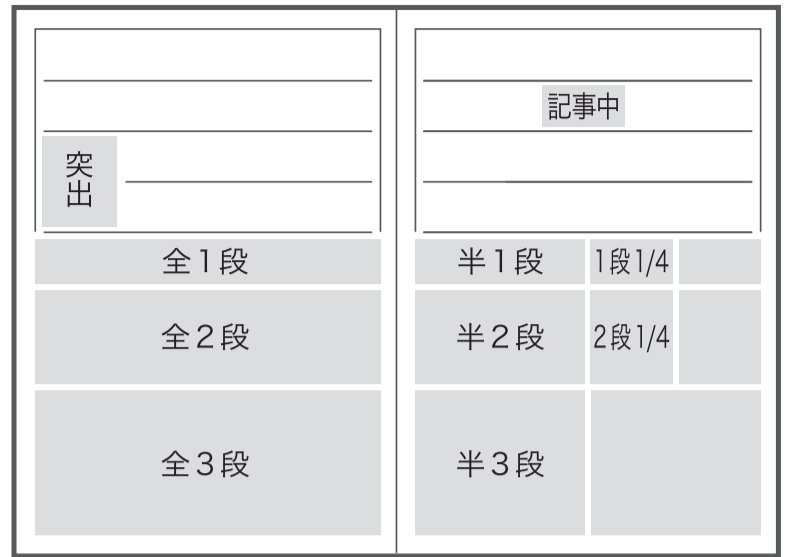 突出
全1段
全2段
全3段
記事中
半1段
1段1/4
半2段
2段1/4
半3段